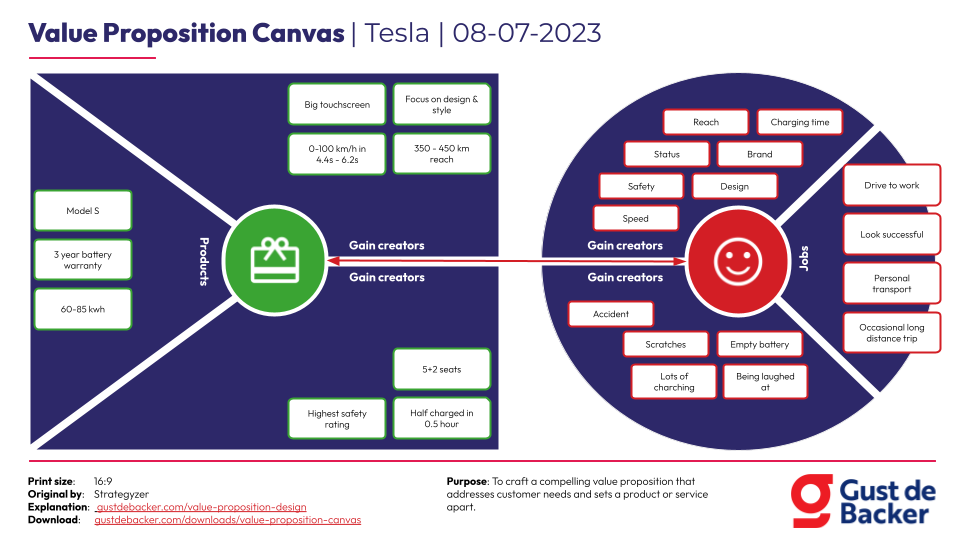 Value Proposition Canvas | Tesla | 08-07-2023
Big touchscreen
Focus on design &
style
0-100 km/h in
4.4s - 6.2s
350 - 450 km
reach
Model S
3 year battery
warranty
60-85 kwh
Products
Gain creators
Gain creators
5+2 seats
Highest safety
rating
Half charged in
0.5 hour
Reach
Charging time
Status
Brand
Safety
Design
Speed
Gain creators
Gain creators
Jobs
Accident
Scratches
Empty battery
Lots of
charching
Being laughed
at
Drive to work
Look successful
Personal
transport
Occasional long
distance trip
Print size: 16:9
Original by: Strategyzer
Explanation: gustdebacker.com/value-proposition-design
Download: gustdebacker.com/downloads/value-proposition-canvas
Purpose: To craft a compelling value proposition that
addresses customer needs and sets a product or service
apart.
Gust de
Backer